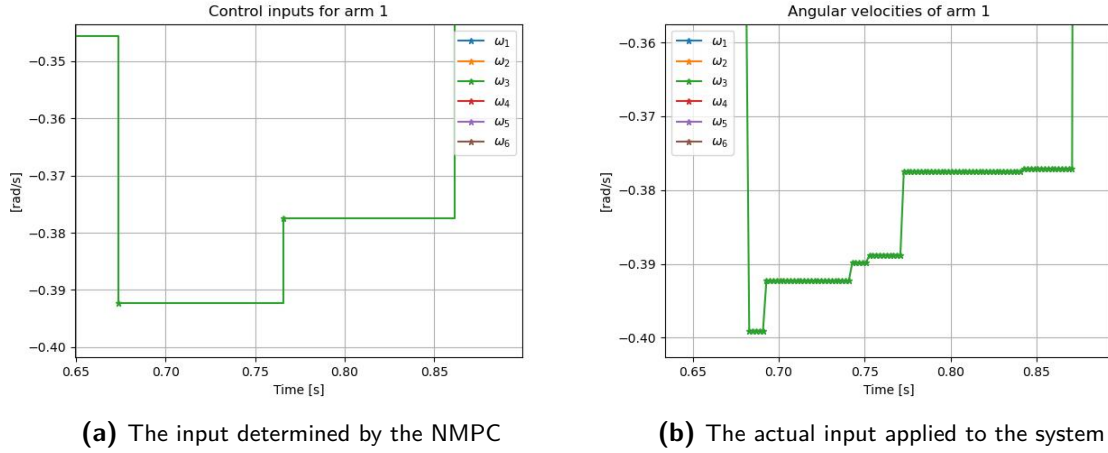 Control inputs for arm 1
[rad/s]
−0.35
−0.36
−0.37
−0.38
−0.39
−0.40
0.65 0.70 0.75 0.80 0.85
Time [s]
ω1
ω2
ω3
ω4
ω5
ω6
(a) The input determined by the NMPC
Angular velocities of arm 1
[rad/s]
−0.36
−0.37
−0.38
−0.39
−0.40
0.65 0.70 0.75 0.80 0.85
Time [s]
ω1
ω2
ω3
ω4
ω5
ω6
(b) The actual input applied to the system